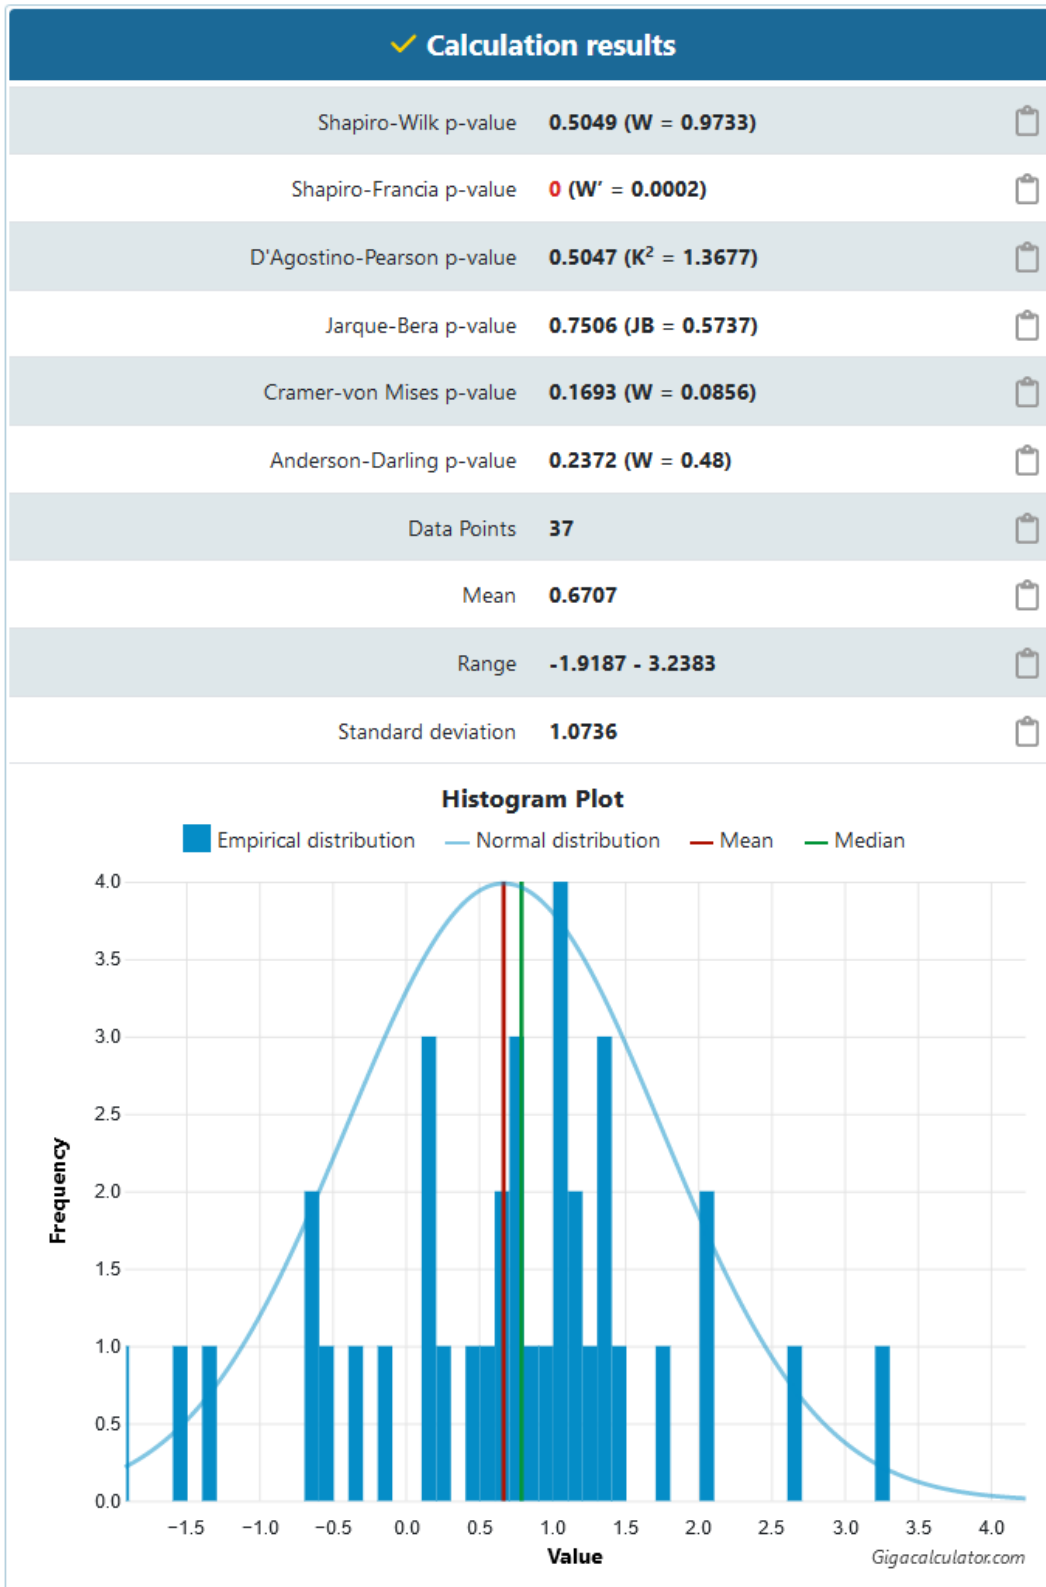 Calculation results
Shapiro-Wilk p-value 0.5049 (W = 0.9733)
Shapiro-Francia p-value 0 (W′ = 0.0002)
D'Agostino-Pearson p-value 0.5047 (K² = 1.3677)
Jarque-Bera p-value 0.7506 (JB = 0.5737)
Cramer-von Mises p-value 0.1693 (W = 0.0856)
Anderson-Darling p-value 0.2372 (W = 0.48)
Data Points 37
Mean 0.6707
Range -1.9187 - 3.2383
Standard deviation 1.0736
Histogram Plot
Empirical distribution Normal distribution Mean Median
4.0
3.5
3.0
2.5
Frequency
2.0
1.5
1.0
0.5
0.0
−1.5 −1.0 −0.5 0.0 0.5 1.0 1.5 2.0 2.5 3.0 3.5 4.0
Value
Gigacalculator.com